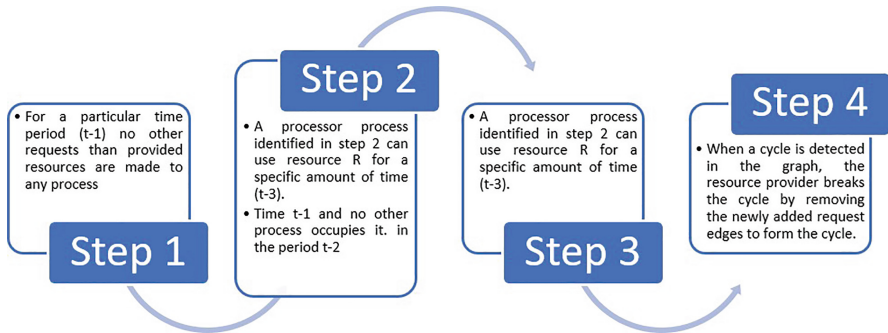 Step 1
• For a particular time
period (t-1) no other
requests than provided
resources are made to
any process
Step 2
• A processor process
identified in step 2 can
use resource R for a
specific amount of time
(t-3).
• Time t-1 and no other
process occupies it. in
the period t-2
Step 3
• A processor process
identified in step 2 can
use resource R for a
specific amount of time
(t-3).
Step 4
• When a cycle is detected
in the graph, the
resource provider breaks
the cycle by removing
the newly added request
edges to form the cycle.